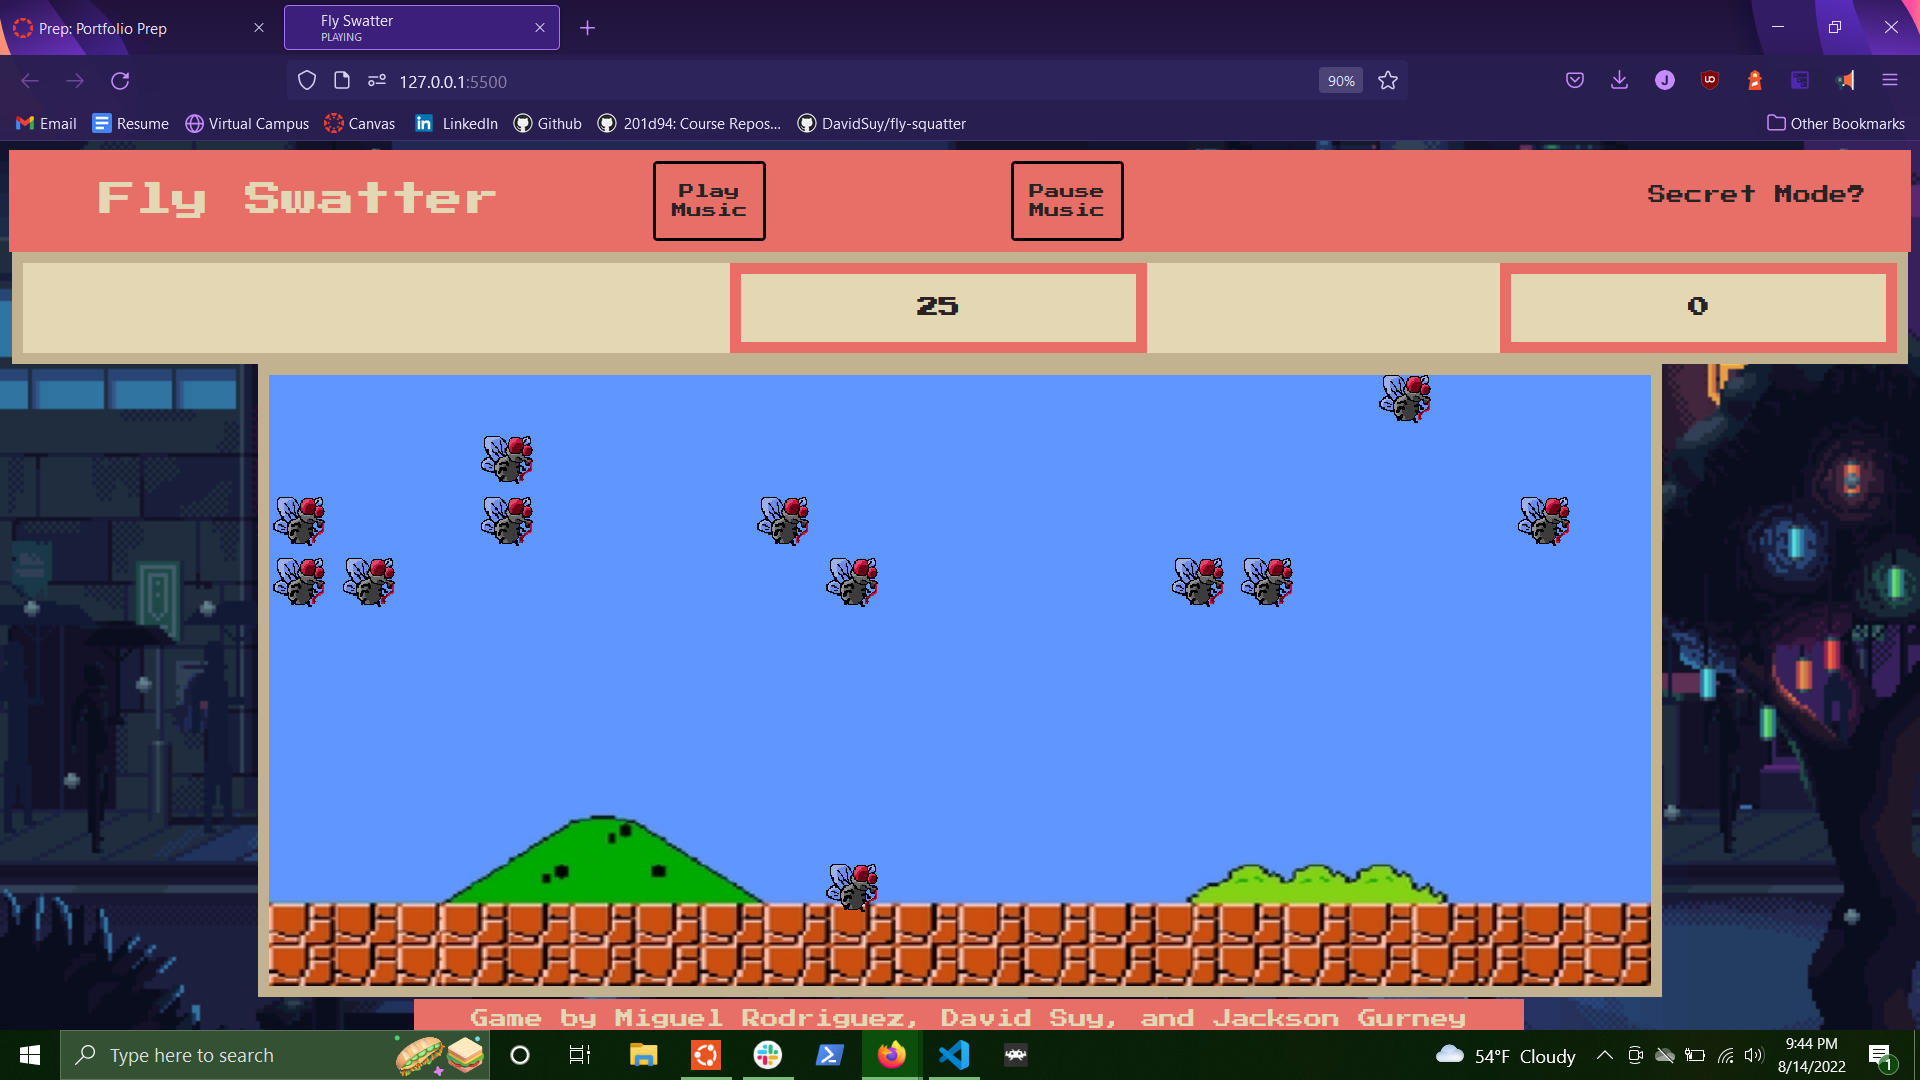 Prep: Portfolio Prep
Fly Swatter
PLAYING
127.0.0.1:5500
90%
J
Email
Resume
Virtual Campus
Canvas
in LinkedIn
Github
201d94: Course Repos...
DavidSuy/fly-squatter
Other Bookmarks
Fly Swatter
Play
Music
Pause
Music
Secret Mode?
25
0
Game by Miguel Rodriguez, David Suy, and Jackson Gurney
Type here to search
54°F Cloudy
9:44 PM
8/14/2022
1